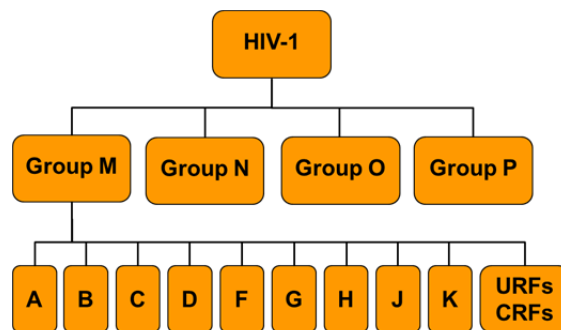 HIV-1
Group M
Group N
Group O
Group P
A
B
C
D
F
G
H
J
K
URFs
CRFs